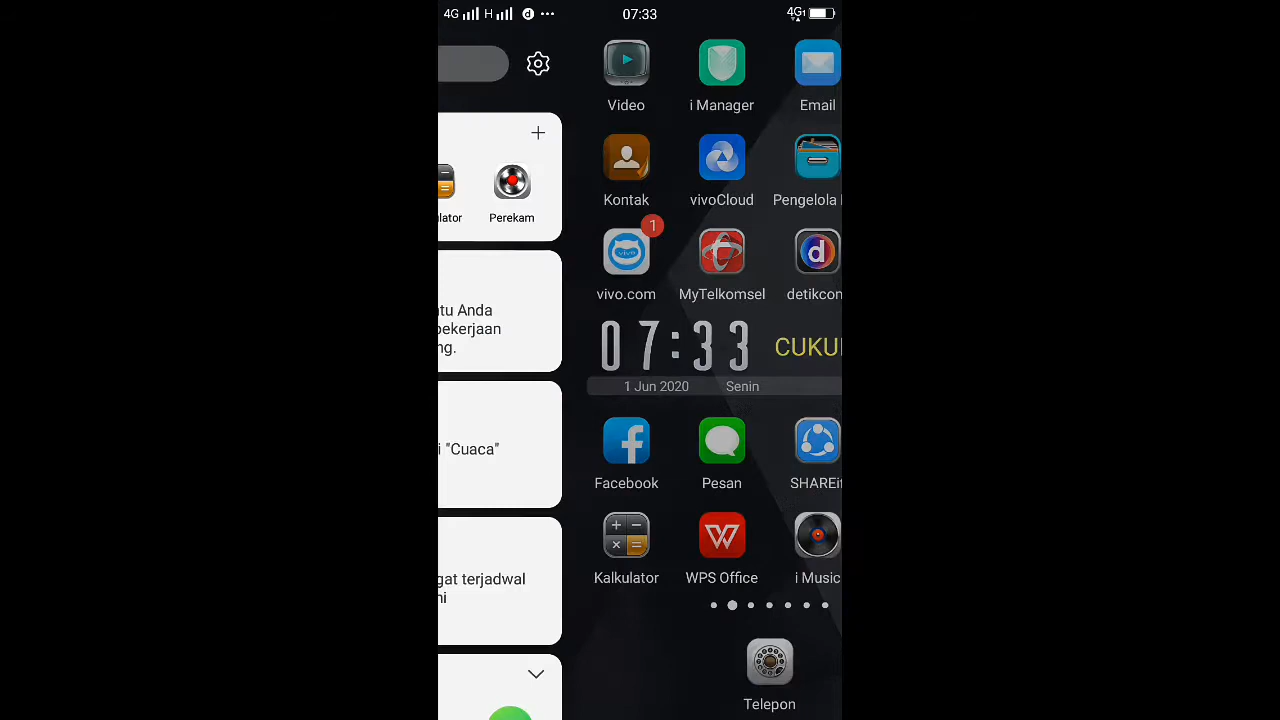 4G H d 07:33 4G
Video
i Manager
Email
lator
Perekam
Kontak
vivoCloud
Pengelola
1
vivo
d
vivo.com
MyTelkomsel
detikcom
tu Anda
pekerjaan
ng.
07:33
CUKU
1 Jun 2020
Senin
i "Cuaca"
Facebook
Pesan
SHAREit
Kalkulator
WPS Office
i Music
gat terjadwal
ni
Telepon